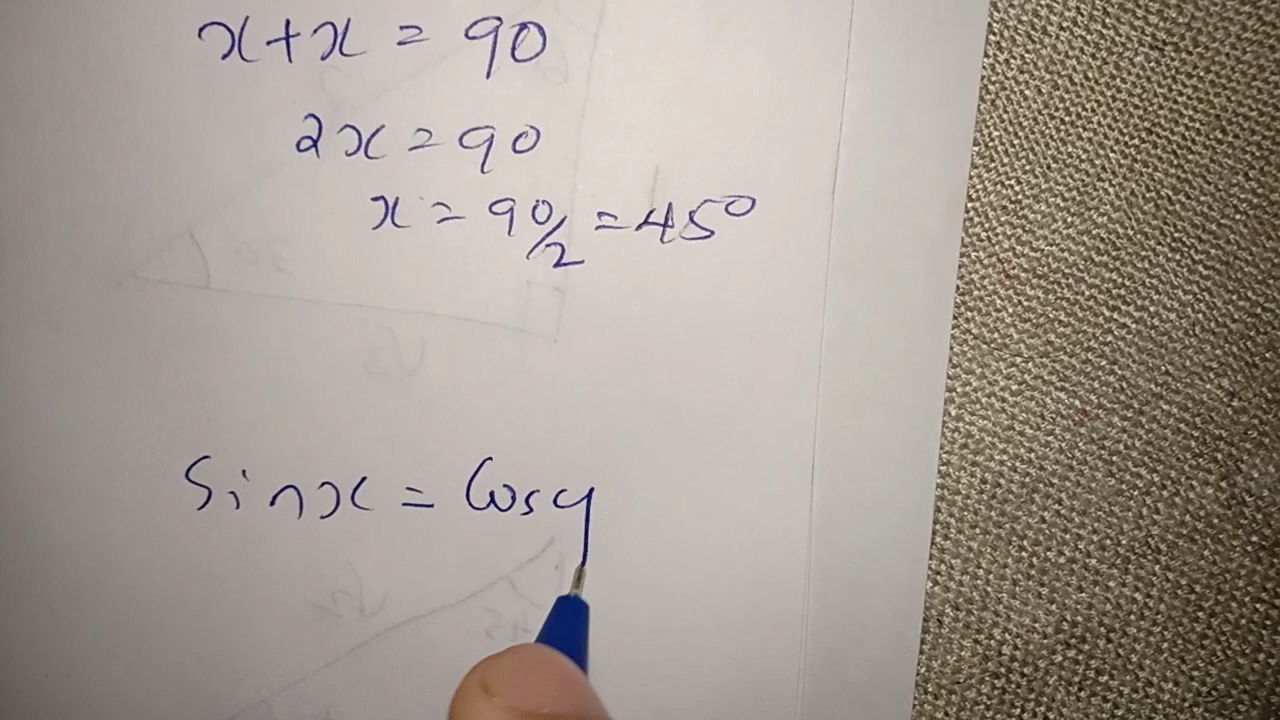 x+x = 90
2x = 90
x = 90/2 = 45°
Sinx = Cosy